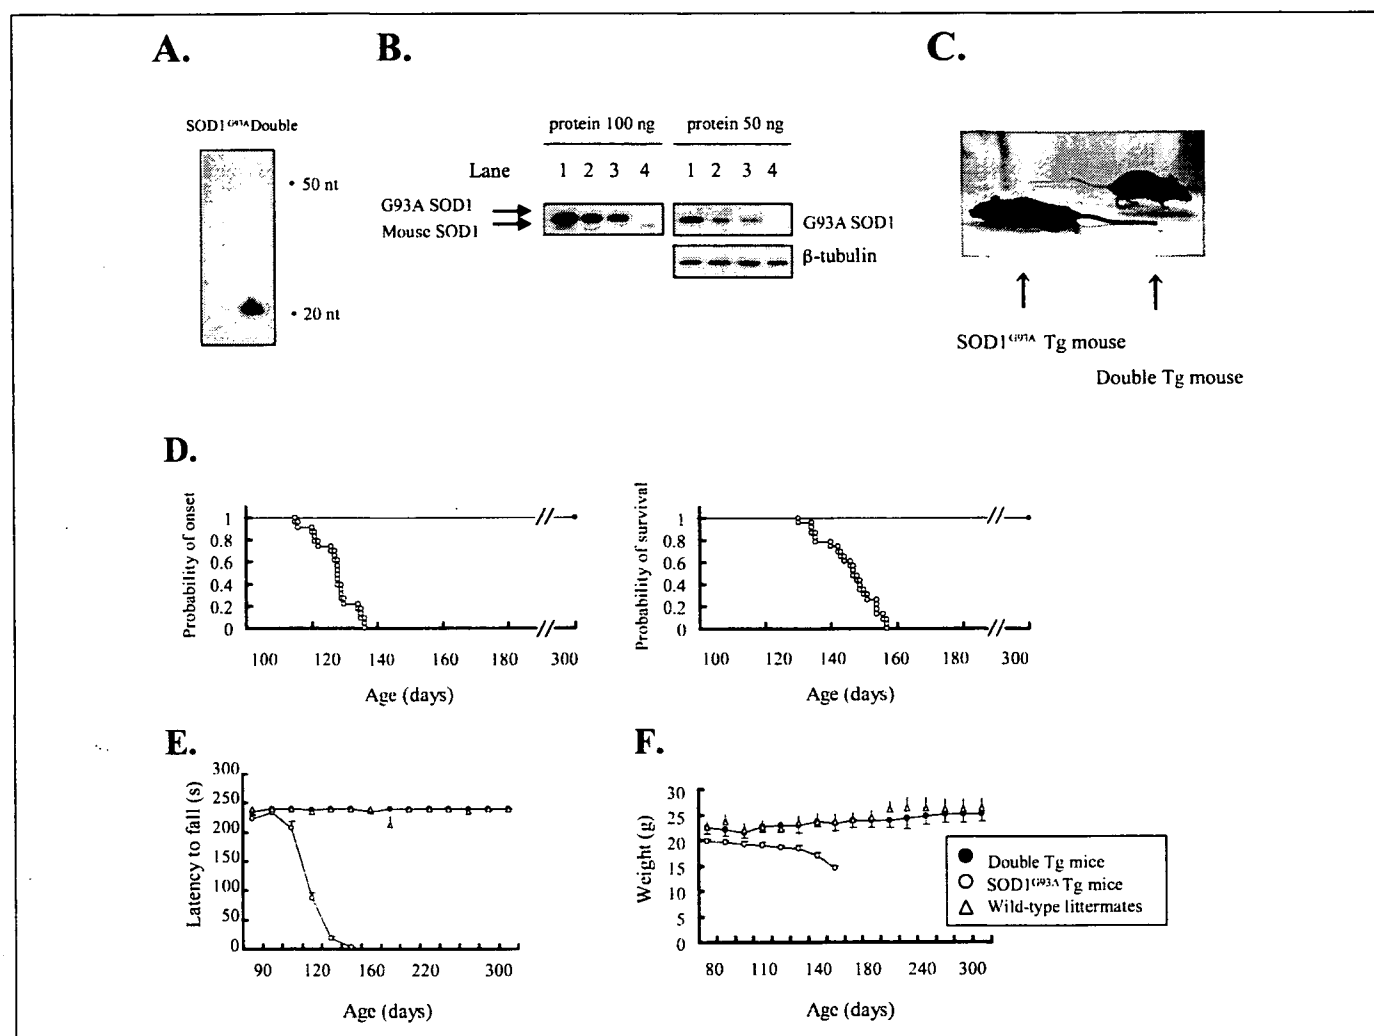 A.
B.
C.
SOD1G93A Double
• 50 nt
• 20 nt
protein 100 ng
protein 50 ng
Lane
1 2 3 4
1 2 3 4
G93A SOD1
Mouse SOD1
G93A SOD1
β-tubulin
SOD1G93A Tg mouse
Double Tg mouse
D.
Probability of onset
1
0.8
0.6
0.4
0.2
0
100 120 140 180 300
Age (days)
Probability of survival
1
0.8
0.6
0.4
0.2
0
100 120 140 160 180 300
Age (days)
E.
Latency to fall (s)
300
250
200
150
100
50
0
90 120 160 220 300
Age (days)
F.
Weight (g)
30
25
20
15
10
5
0
80 110 140 180 240 300
Age (days)
Double Tg mice
SOD1G93A Tg mice
Wild-type littermates